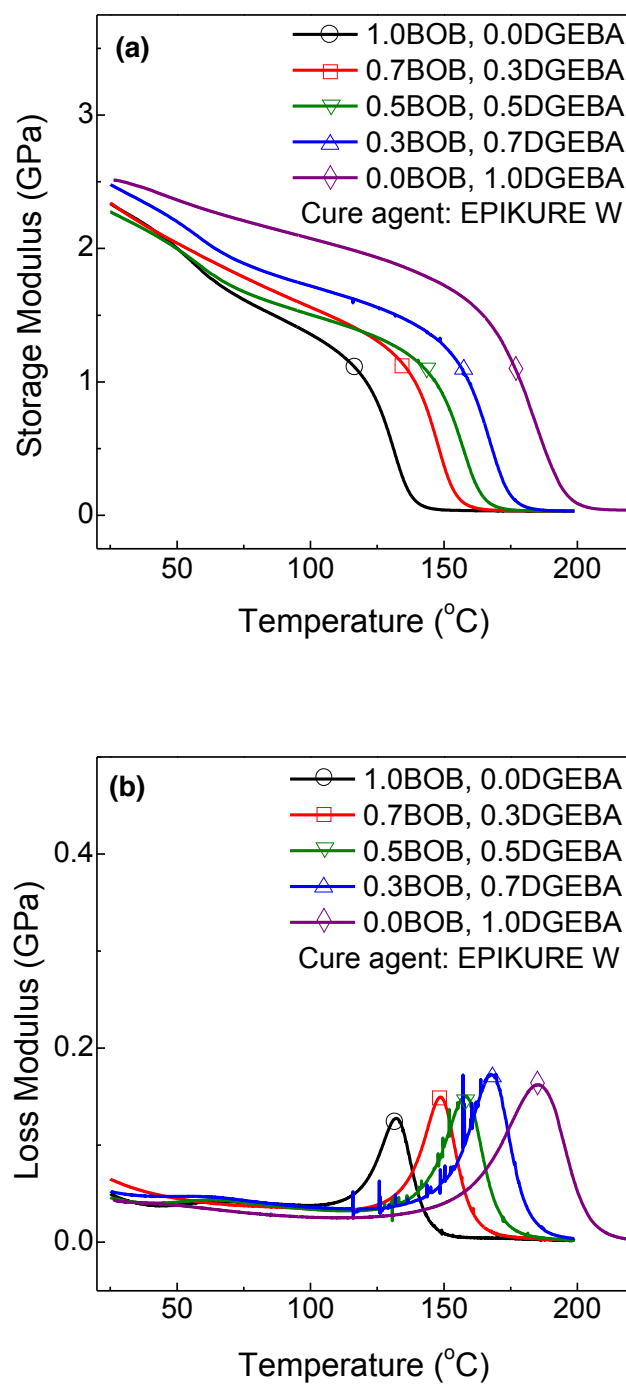 (a)
1.0BOB, 0.0DGEBA
0.7BOB, 0.3DGEBA
0.5BOB, 0.5DGEBA
0.3BOB, 0.7DGEBA
0.0BOB, 1.0DGEBA
Cure agent: EPIKURE W
Storage Modulus (GPa)
3
2
1
0
50 100 150 200
Temperature (°C)
(b)
1.0BOB, 0.0DGEBA
0.7BOB, 0.3DGEBA
0.5BOB, 0.5DGEBA
0.3BOB, 0.7DGEBA
0.0BOB, 1.0DGEBA
Cure agent: EPIKURE W
Loss Modulus (GPa)
0.4
0.2
0.0
50 100 150 200
Temperature (°C)